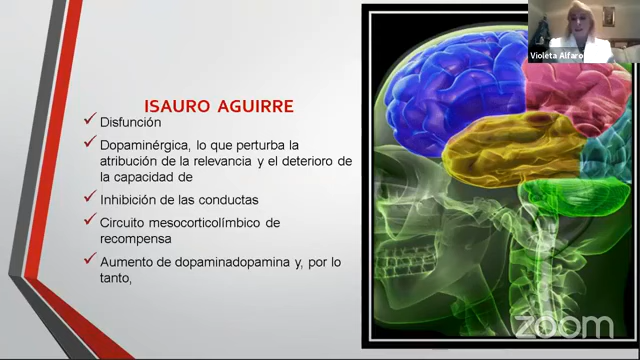 Violeta Alfaro
ISAURO AGUIRRE
Disfunción
Dopaminérgica, lo que perturba la
atribución de la relevancia y el deterioro de
la capacidad de
Inhibición de las conductas
Circuito mesocorticolímbico de
recompensa
Aumento de dopaminadopamina y, por lo
tanto,
zoom